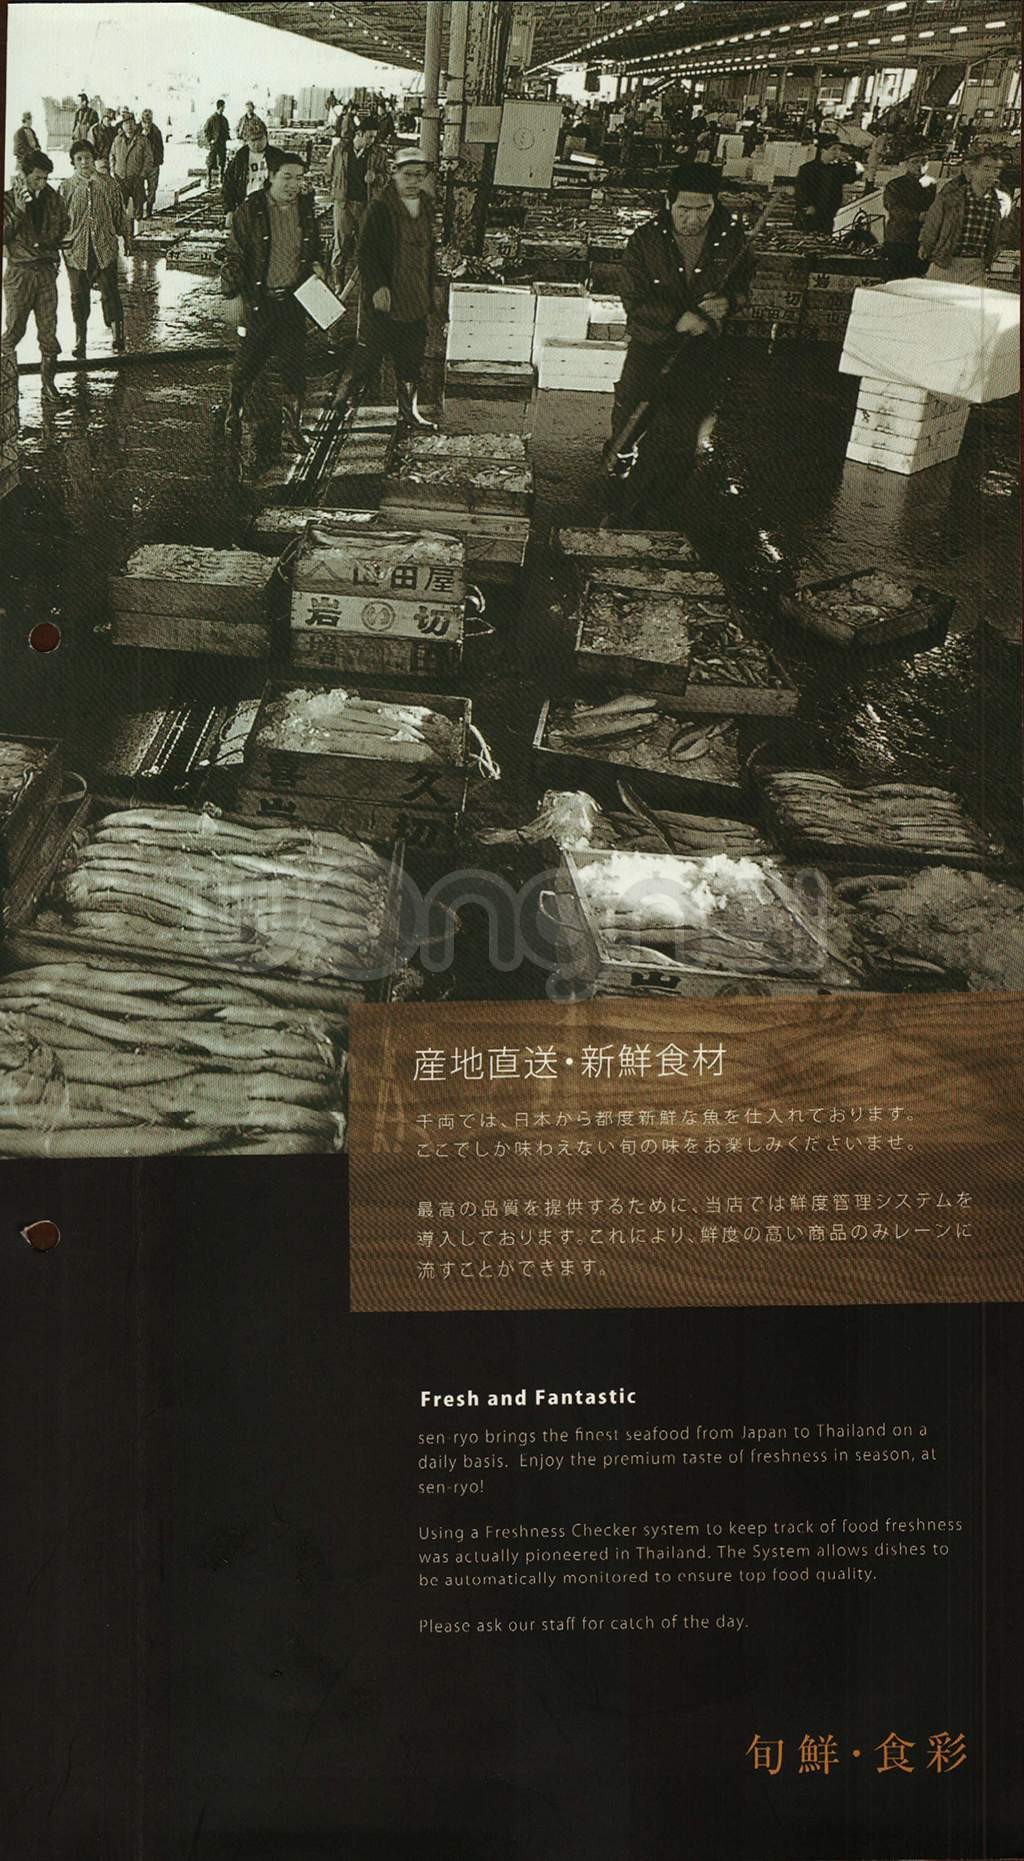 久山田屋
岩 切
塩 田
久
切
山
wongnai
産地直送・新鮮食材
千両では、日本から都度新鮮な魚を仕入れております。
ここでしか味わえない旬の味をお楽しみくださいませ。
最高の品質を提供するために、当店では鮮度管理システムを
導入しております。これにより、鮮度の高い商品のみレーンに
流すことができます。
Fresh and Fantastic
sen-ryo brings the finest seafood from Japan to Thailand on a
daily basis. Enjoy the premium taste of freshness in season, at
sen-ryo!
Using a Freshness Checker system to keep track of food freshness
was actually pioneered in Thailand. The System allows dishes to
be automatically monitored to ensure top food quality.
Please ask our staff for catch of the day.
旬鮮・食彩